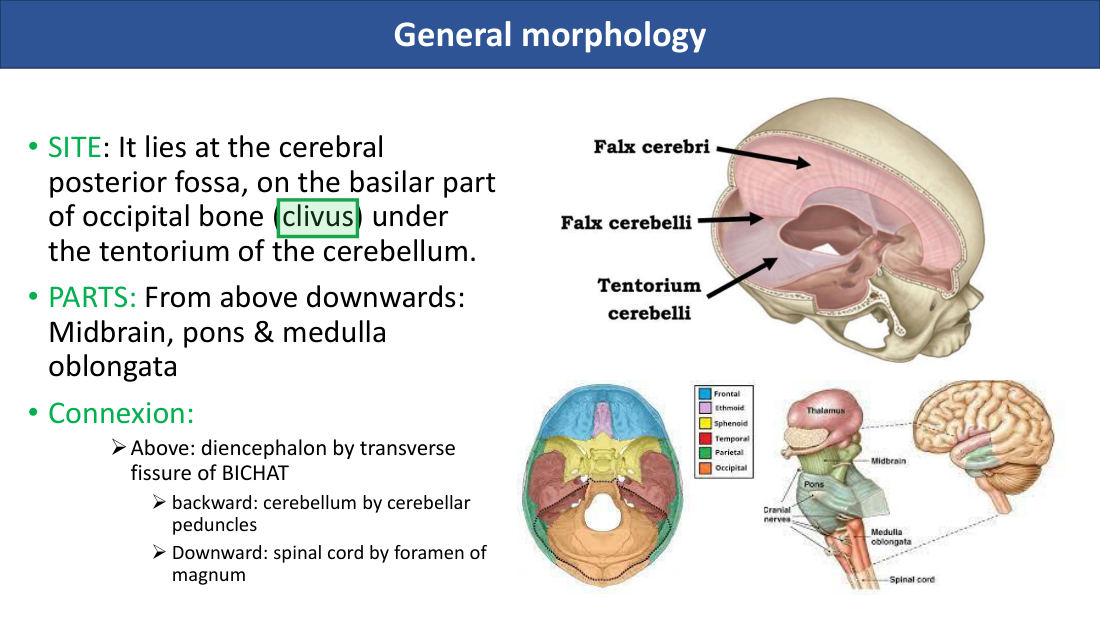 General morphology
• SITE: It lies at the cerebral
posterior fossa, on the basilar part
of occipital bone (clivus) under
the tentorium of the cerebellum.
• PARTS: From above downwards:
Midbrain, pons & medulla
oblongata
• Connexion:
➢ Above: diencephalon by transverse
fissure of BICHAT
➢ backward: cerebellum by cerebellar
peduncles
➢ Downward: spinal cord by foramen of
magnum
Falx cerebri
Falx cerebelli
Tentorium
cerebelli
Frontal
Ethmoid
Sphenoid
Temporal
Parietal
Occipital
Thalamus
Midbrain
Pons
Cranial
nerves
Medulla
oblongata
Spinal cord